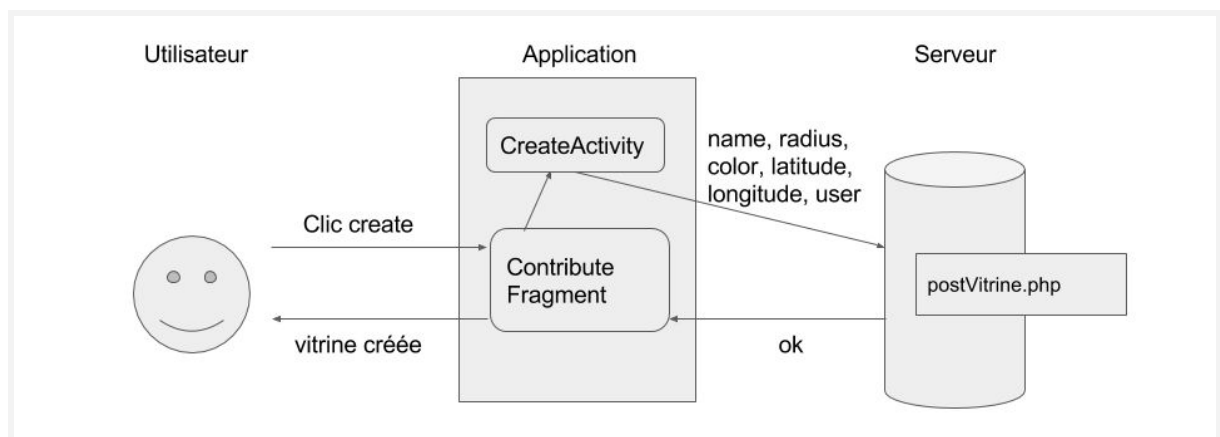 Utilisateur
Application
Serveur
CreateActivity
name, radius,
color, latitude,
longitude, user
Clic create
Contribute
Fragment
postVitrine.php
vitrine créée
ok